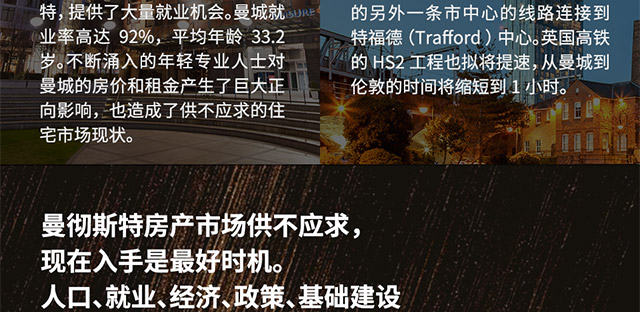 特，提供了大量就业机会。曼城就
业率高达 92%，平均年龄 33.2
岁。不断涌入的年轻专业人士对
曼城的房价和租金产生了巨大正
向影响，也造成了供不应求的住
宅市场现状。
的另外一条市中心的线路连接到
特福德（Trafford）中心。英国高铁
的 HS2 工程也拟将提速，从曼城到
伦敦的时间将缩短到 1 小时。
曼彻斯特房产市场供不应求，
现在入手是最好时机。
人口、就业、经济、政策、基础建设